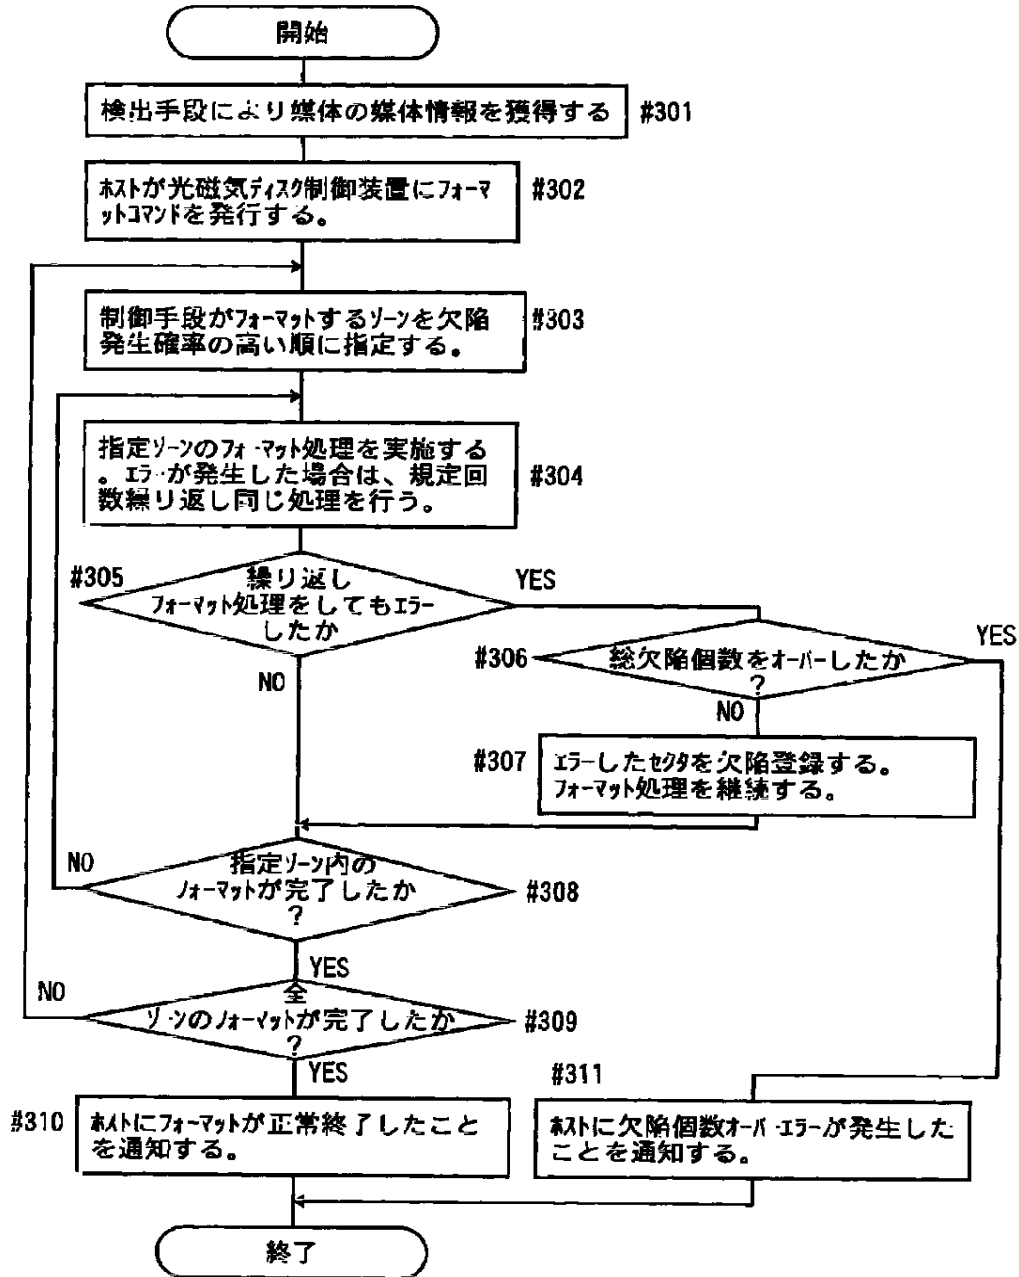 開始
検出手段により媒体の媒体情報を獲得する
#301
ホストが光磁気ディスク制御装置にフォーマ
ットコマンドを発行する。
#302
制御手段がフォーマットするゾーンを欠陥
発生確率の高い順に指定する。
#303
指定ゾーンのフォーマット処理を実施する
。エラーが発生した場合は、規定回
数繰り返し同じ処理を行う。
#304
#305
繰り返し
フォーマット処理をしてもエラー
したか
YES
NO
#306
総欠陥個数をオーバーしたか
?
YES
NO
#307
エラーしたセクタを欠陥登録する。
フォーマット処理を継続する。
NO
指定ゾーン内の
フォーマットが完了したか
?
#308
YES
NO
全
ゾーンのフォーマットが完了したか
?
#309
YES
#310
ホストにフォーマットが正常終了したこと
を通知する。
#311
ホストに欠陥個数オーバーエラーが発生した
ことを通知する。
終了